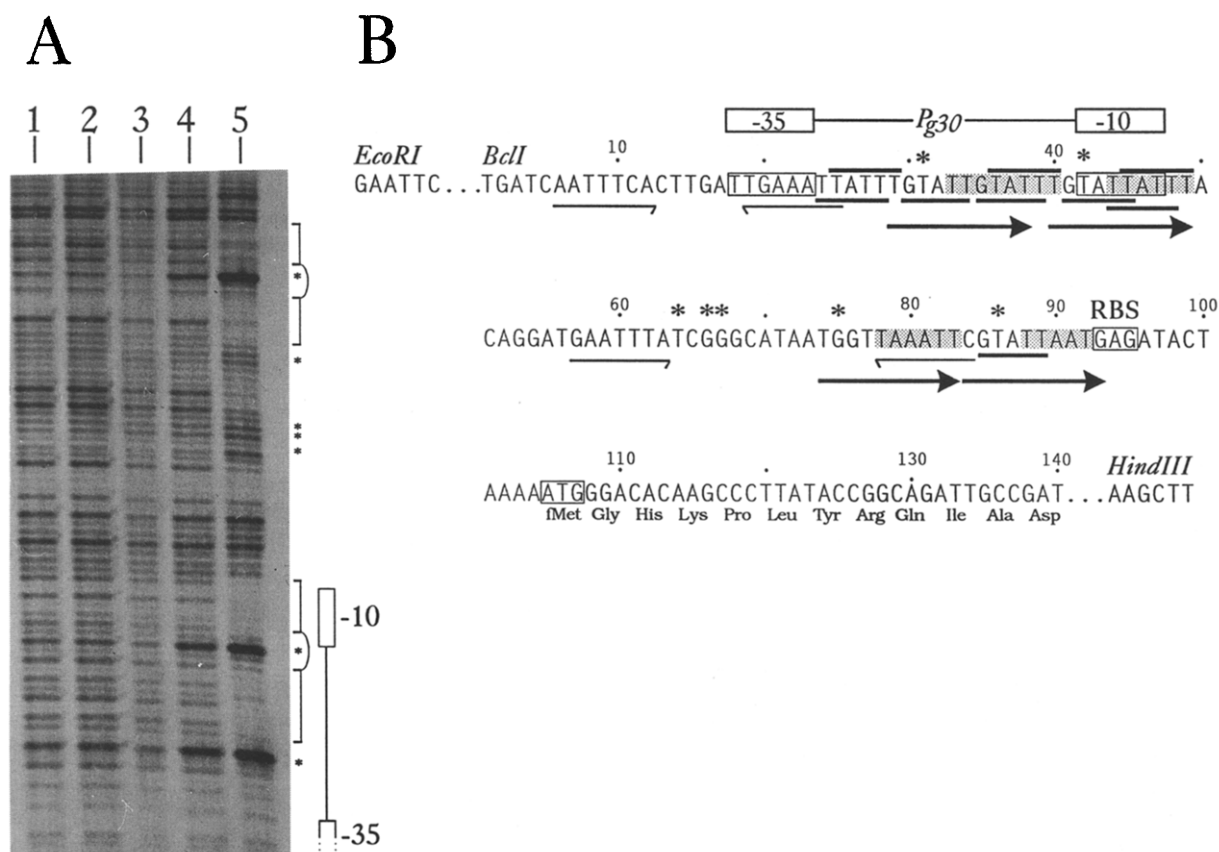 A
B
1 2 3 4 5
* * * * * * *
-10
-35
-35 Pg30 -10
10 * 40 *
EcoRI BclI
GAATTC...TGATCAATTTCACTTGATTGAAATTATTTGTATTGTATTTGTATTATTTA
60 * ** * 80 * 90 RBS 100
CAGGATGAATTTATCGGGCATAATGGTTAAATTCGTATTAATGAGATACT
110 130 140 HindIII
AAAAATGGGACACAAGCCCTTATACCGGCAGATTGCCGAT...AAGCTT
fMet Gly His Lys Pro Leu Tyr Arg Gln Ile Ala Asp